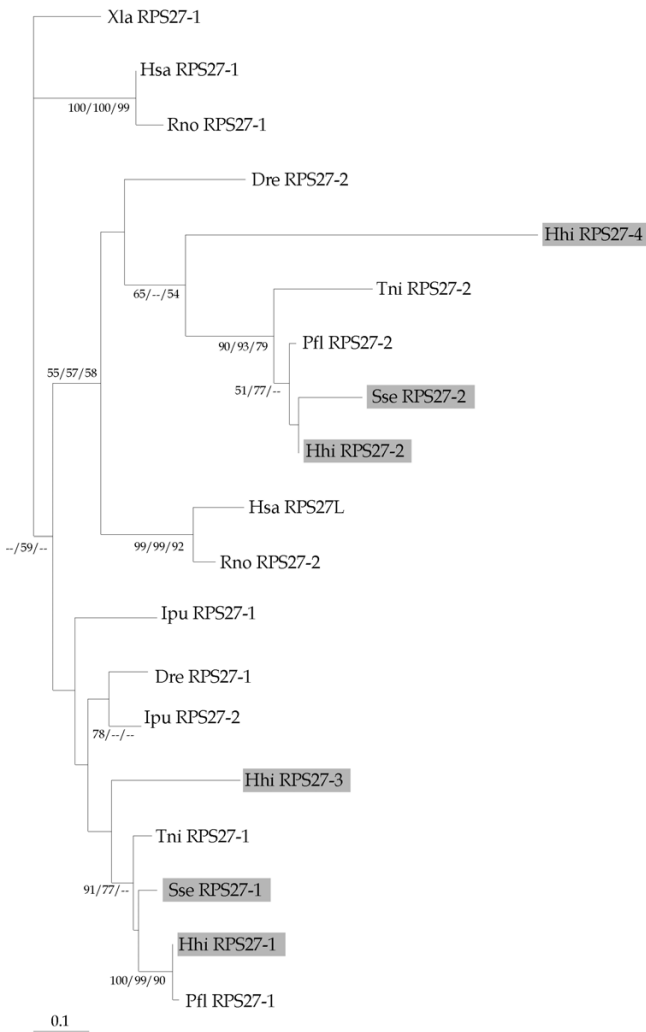 Xla RPS27-1
Hsa RPS27-1
100/100/99
Rno RPS27-1
Dre RPS27-2
Hhi RPS27-4
65/--/54
Tni RPS27-2
90/93/79
Pfl RPS27-2
55/57/58
51/77/--
Sse RPS27-2
Hhi RPS27-2
Hsa RPS27L
--/59/--
99/99/92
Rno RPS27-2
Ipu RPS27-1
Dre RPS27-1
Ipu RPS27-2
78/--/--
Hhi RPS27-3
Tni RPS27-1
91/77/--
Sse RPS27-1
Hhi RPS27-1
100/99/90
Pfl RPS27-1
0.1